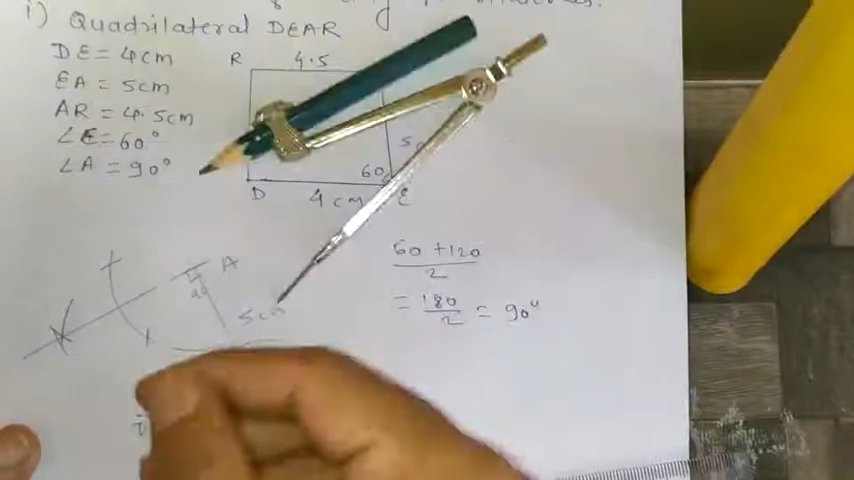 i) Quadrilateral DEAR
DE = 4cm
EA = 5cm
AR = 4.5cm
∠E = 60°
∠A = 90°
R 4.5
60
D 4 cm E
A
5cm
60 + 120
2
= 180 = 90°
2